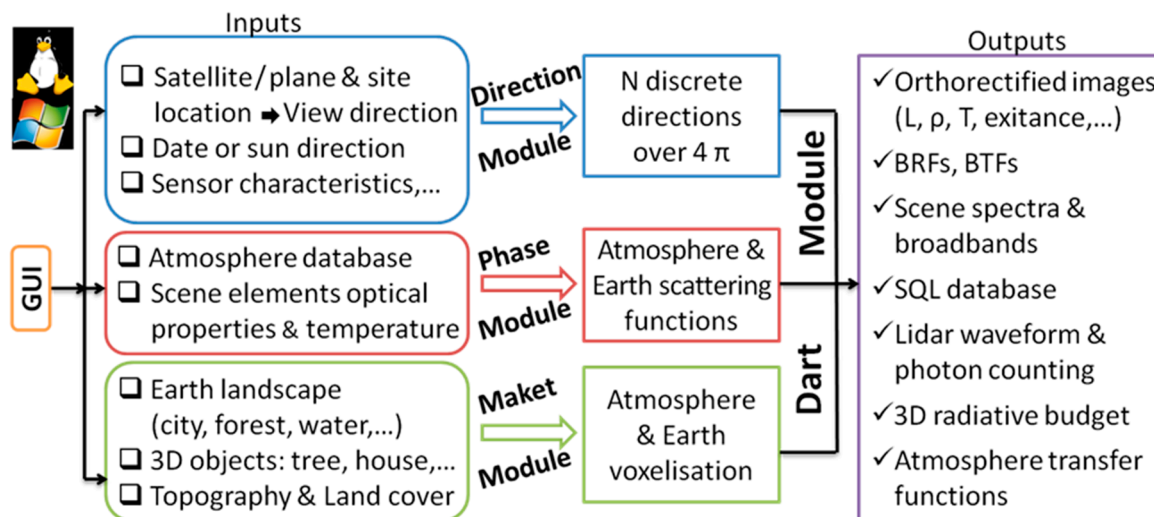 Inputs
Outputs
GUI
❑ Satellite/plane & site
location ➡ View direction
❑ Date or sun direction
❑ Sensor characteristics,...
Direction
Module
N discrete
directions
over 4 π
❑ Atmosphere database
❑ Scene elements optical
properties & temperature
Phase
Module
Atmosphere &
Earth scattering
functions
❑ Earth landscape
(city, forest, water,...)
❑ 3D objects: tree, house,...
❑ Topography & Land cover
Maket
Module
Atmosphere
& Earth
voxelisation
Dart Module
✓Orthorectified images
(L, ρ, T, exitance,...)
✓BRFs, BTFs
✓Scene spectra &
broadbands
✓SQL database
✓Lidar waveform &
photon counting
✓3D radiative budget
✓Atmosphere transfer
functions